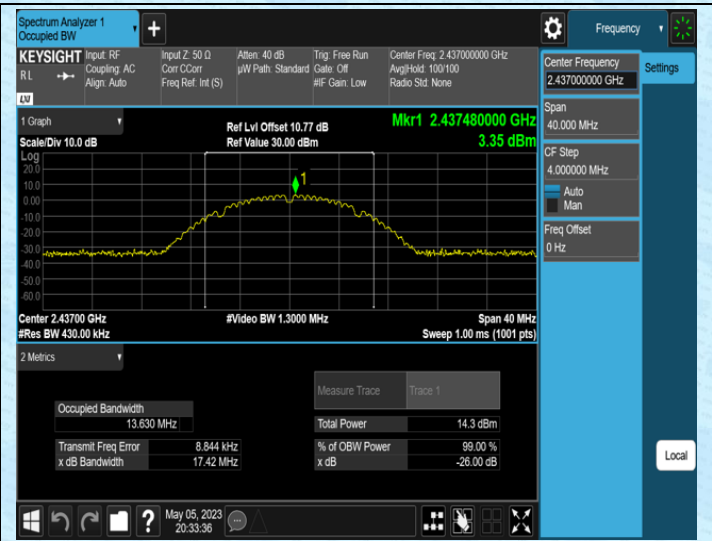 Spectrum Analyzer 1
Occupied BW
Frequency
KEYSIGHT
RL
LXI
Input: RF
Coupling: AC
Align: Auto
Input Z: 50 Ω
Corr CCorr
Freq Ref: Int (S)
Atten: 40 dB
µW Path: Standard
Trig: Free Run
Gate: Off
#IF Gain: Low
Center Freq: 2.437000000 GHz
Avg|Hold: 100/100
Radio Std: None
Center Frequency
2.437000000 GHz
Settings
Span
40.000 MHz
CF Step
4.000000 MHz
Auto
Man
Freq Offset
0 Hz
1 Graph
Scale/Div 10.0 dB
Ref Lvl Offset 10.77 dB
Ref Value 30.00 dBm
Mkr1 2.437480000 GHz
3.35 dBm
Log
20.0
10.0
0.00
-10.0
-20.0
-30.0
-40.0
-50.0
-60.0
1
Center 2.43700 GHz
#Res BW 430.00 kHz
#Video BW 1.3000 MHz
Span 40 MHz
Sweep 1.00 ms (1001 pts)
2 Metrics
Measure Trace
Trace 1
Occupied Bandwidth
13.630 MHz
Total Power
14.3 dBm
Transmit Freq Error
8.844 kHz
% of OBW Power
99.00 %
x dB Bandwidth
17.42 MHz
x dB
-26.00 dB
Local
?
May 05, 2023
20:33:36